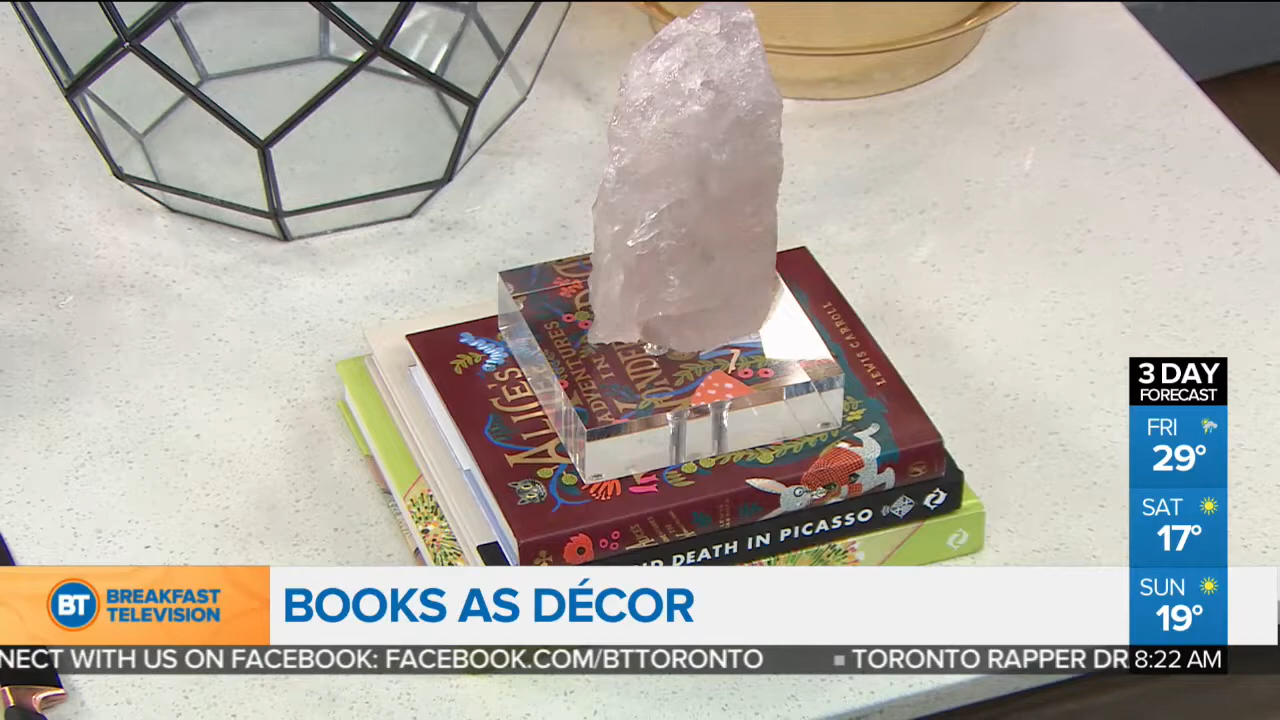 ALICE'S
ADVENTURES
IN
LEWIS CARROLL
DEATH IN PICASSO
3 DAY
FORECAST
FRI
29°
SAT
17°
SUN
19°
BT
BREAKFAST
TELEVISION
BOOKS AS DÉCOR
NECT WITH US ON FACEBOOK: FACEBOOK.COM/BTTORONTO
TORONTO RAPPER DR
8:22 AM